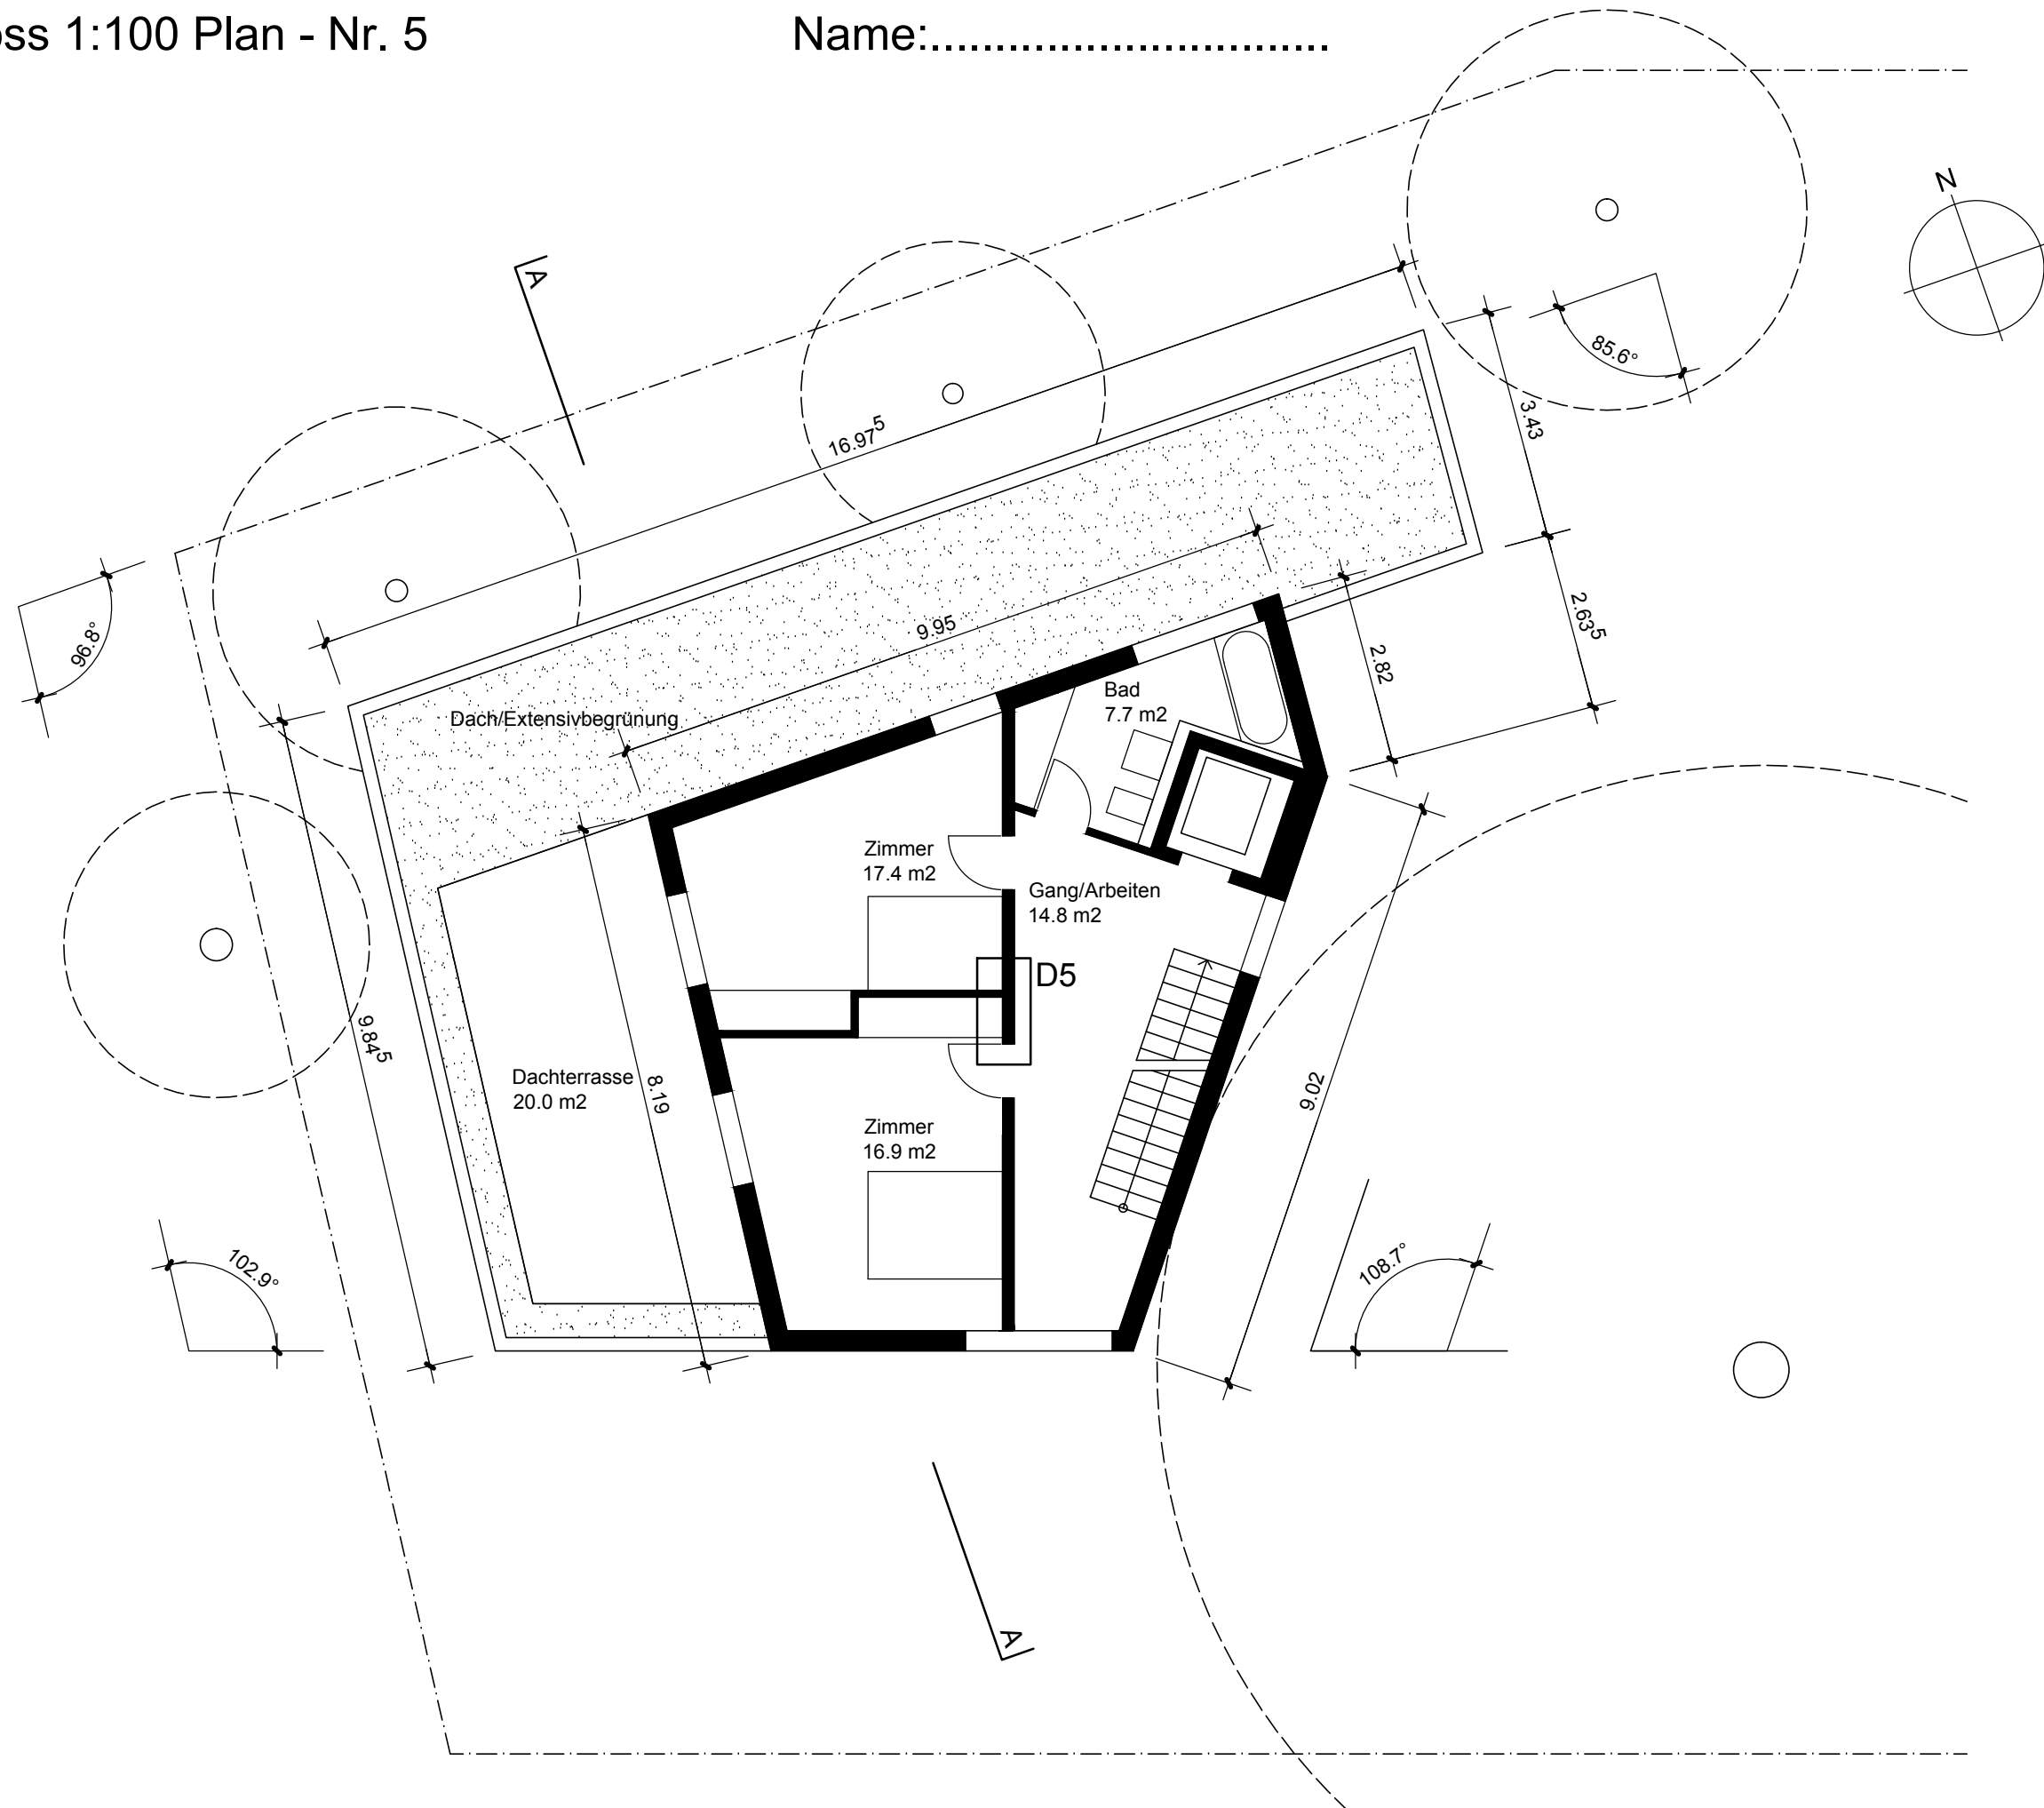 ss 1:100 Plan - Nr. 5
Name:..............................
N
A
85.6°
3.43
16.97⁵
2.63⁵
96.8°
9.95
2.82
Dach/Extensivbegrünung
Bad
7.7 m2
Zimmer
17.4 m2
Gang/Arbeiten
14.8 m2
D5
9.84⁵
Dachterrasse
20.0 m2
8.19
9.02
Zimmer
16.9 m2
102.9°
108.7°
A